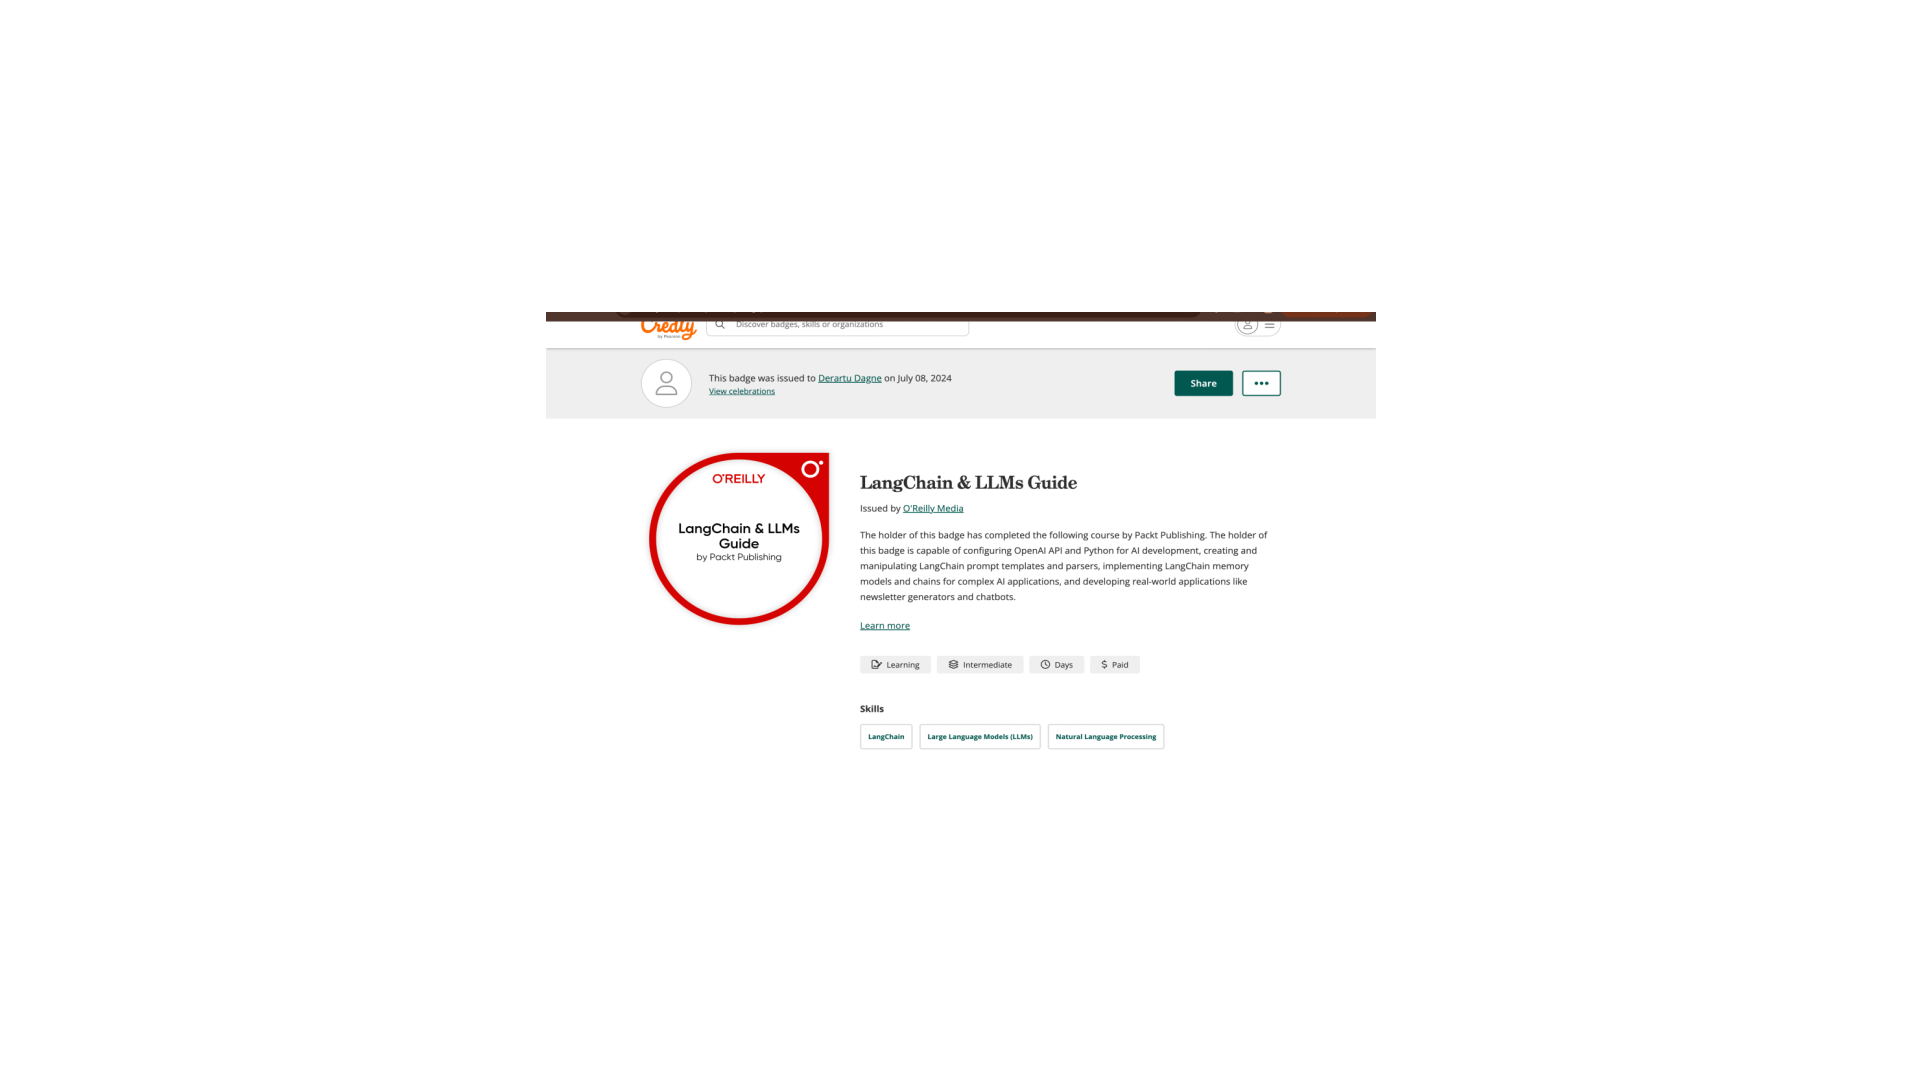 Credly
by Pearson
Discover badges, skills or organizations
This badge was issued to Derartu Dagne on July 08, 2024
View celebrations
Share
O'REILLY
LangChain & LLMs
Guide
by Packt Publishing
LangChain & LLMs Guide
Issued by O'Reilly Media
The holder of this badge has completed the following course by Packt Publishing. The holder of
this badge is capable of configuring OpenAI API and Python for AI development, creating and
manipulating LangChain prompt templates and parsers, implementing LangChain memory
models and chains for complex AI applications, and developing real-world applications like
newsletter generators and chatbots.
Learn more
Learning Intermediate Days $ Paid
Skills
LangChain Large Language Models (LLMs) Natural Language Processing